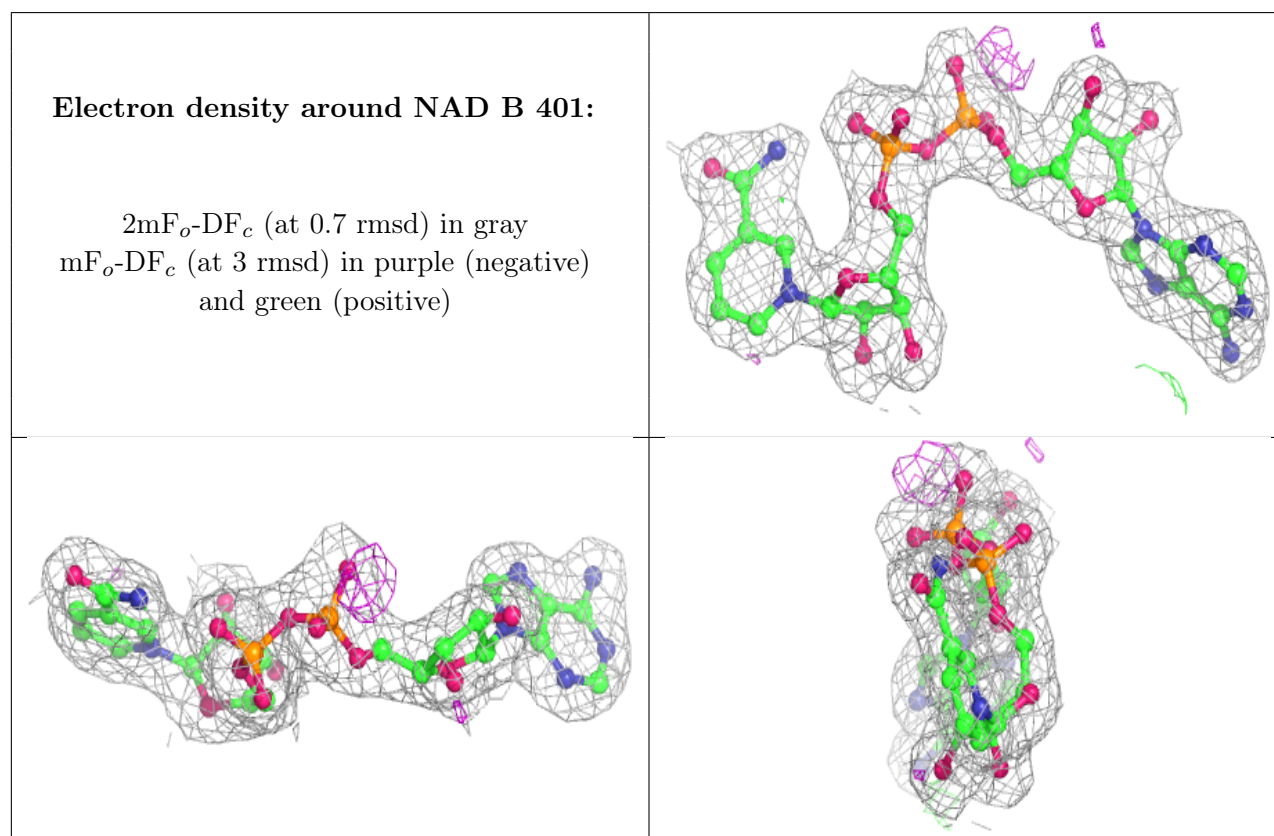 Electron density around NAD B 401:
2mFo-DFc (at 0.7 rmsd) in gray
mFo-DFc (at 3 rmsd) in purple (negative)
and green (positive)